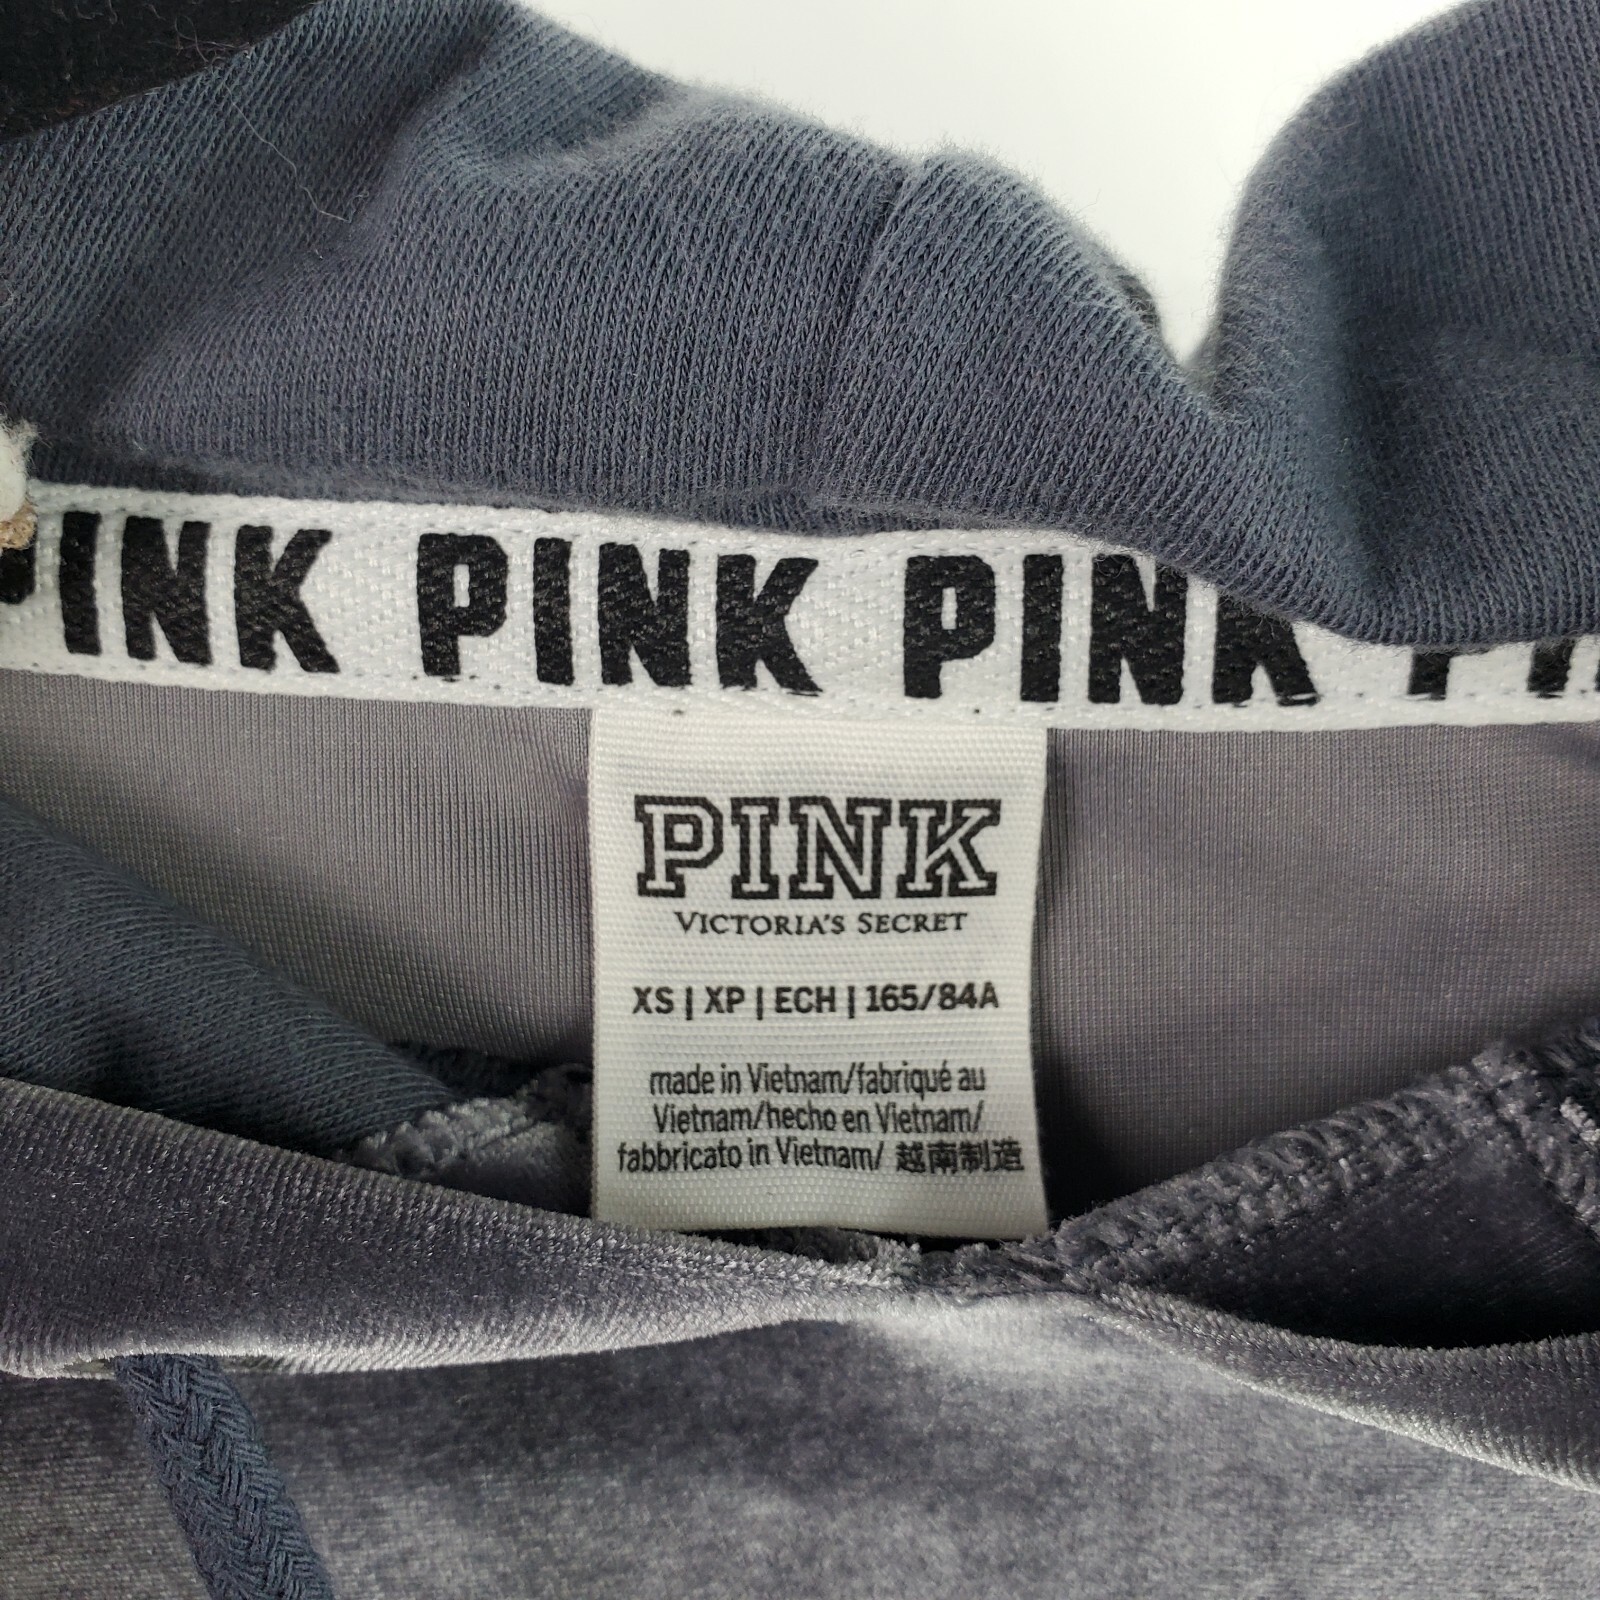 PINK PINK PINK
PINK
VICTORIA'S SECRET
XS | XP | ECH | 165/84A
made in Vietnam/fabriqué au
Vietnam/hecho en Vietnam/
fabbricato in Vietnam/ 越南制造